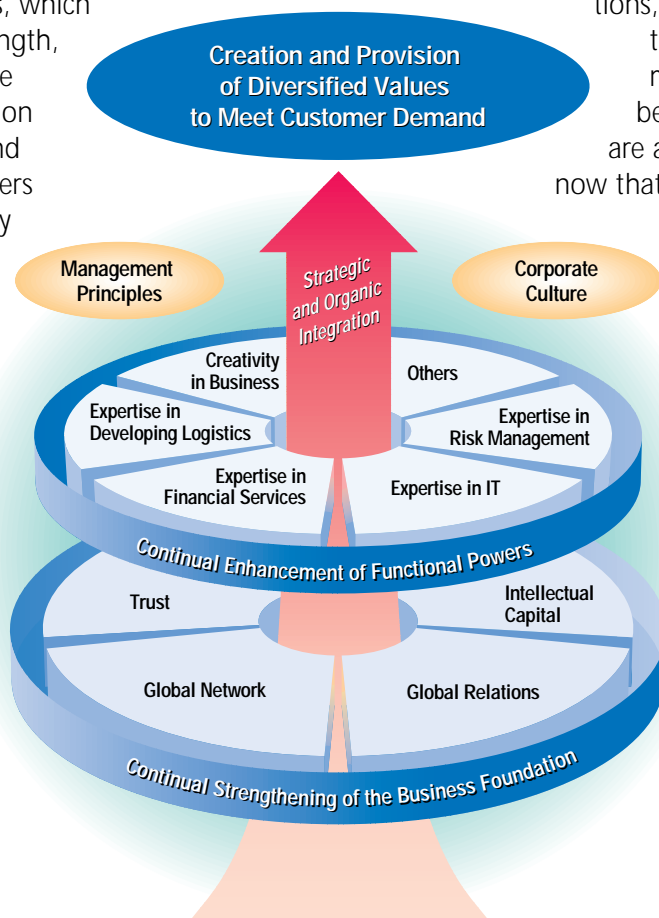 s, which
ngth,
e
on
nd
ers
y
tions,
t
be
are a
now that
Creation and Provision
of Diversified Values
to Meet Customer Demand
Management
Principles
Corporate
Culture
Strategic
and Organic
Integration
Creativity
in Business
Others
Expertise in
Developing Logistics
Expertise in
Risk Management
Expertise in
Financial Services
Expertise in IT
Continual Enhancement of Functional Powers
Trust
Intellectual
Capital
Global Network
Global Relations
Continual Strengthening of the Business Foundation